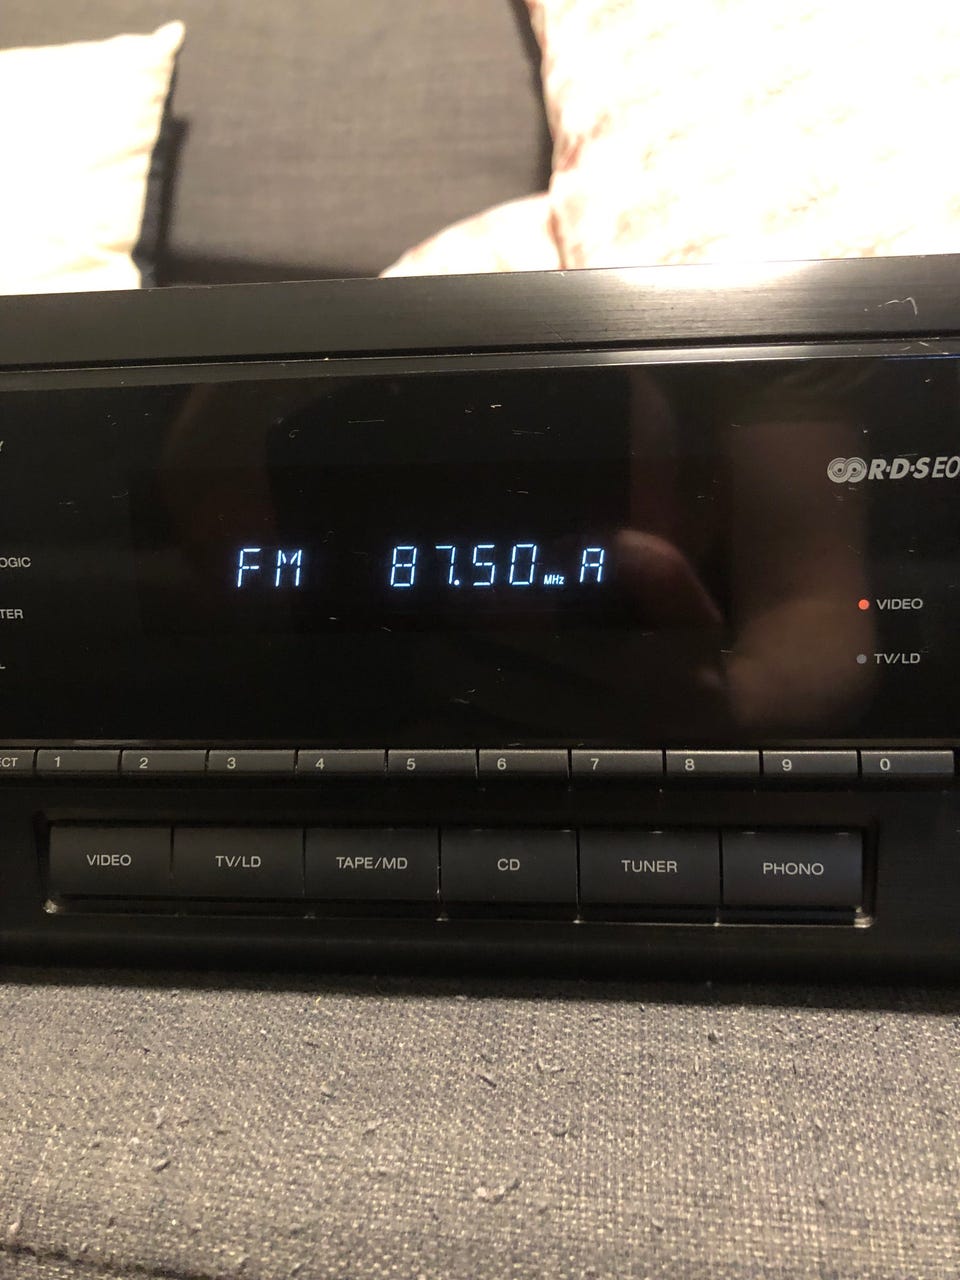 R·D·S EO
OGIC
FM 87.50 MHz A
VIDEO
TER
TV/LD
ECT 1 2 3 4 5 6 7 8 9 0
VIDEO TV/LD TAPE/MD CD TUNER PHONO